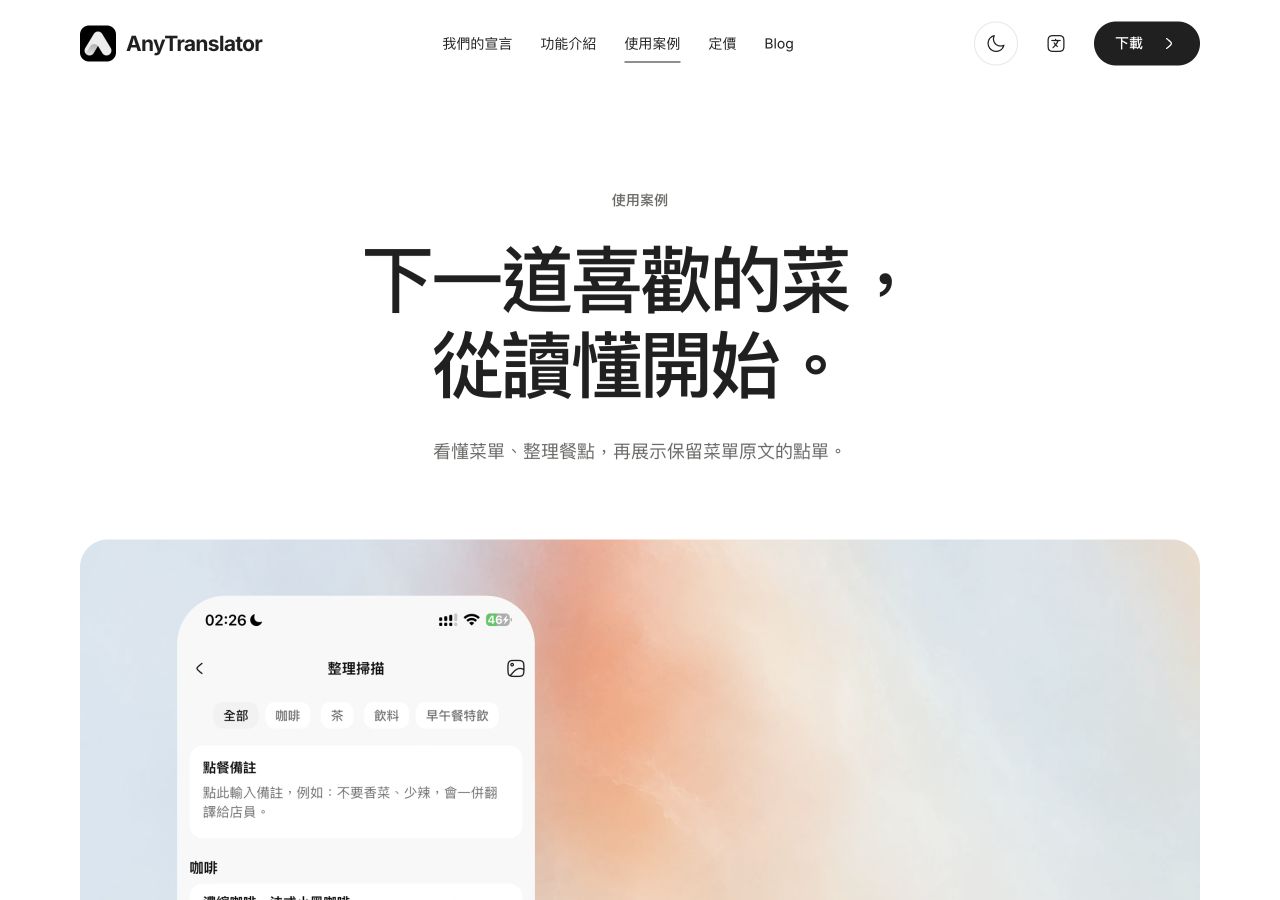 AnyTranslator
我們的宣言
功能介紹
使用案例
定價
Blog
下載
使用案例
下一道喜歡的菜，
從讀懂開始。
看懂菜單、整理餐點，再展示保留菜單原文的點單。
02:26
46
整理掃描
全部
咖啡
茶
飲料
早午餐特飲
點餐備註
點此輸入備註，例如：不要香菜、少辣，會一併翻
譯給店員。
咖啡